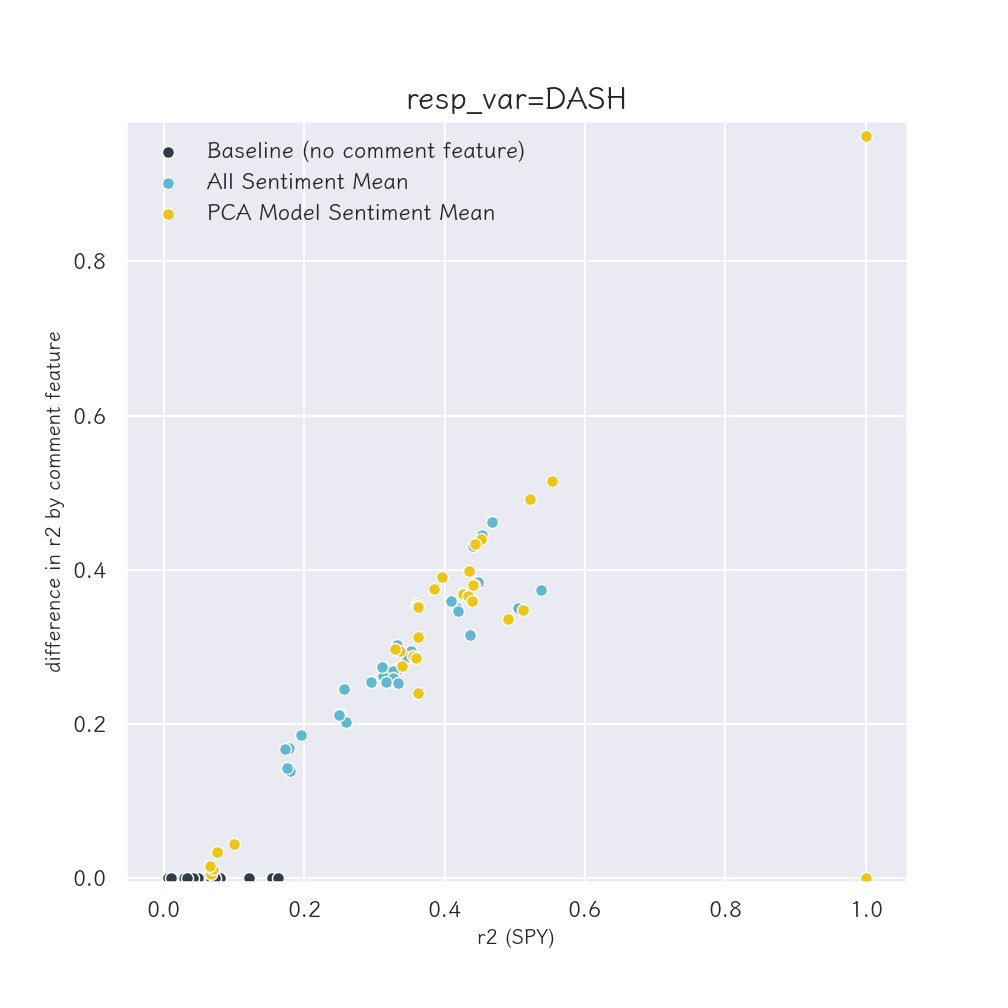 resp_var=DASH
Baseline (no comment feature)
All Sentiment Mean
PCA Model Sentiment Mean
0.8
0.6
0.4
0.2
0.0
difference in r2 by comment feature
0.0 0.2 0.4 0.6 0.8 1.0
r2 (SPY)